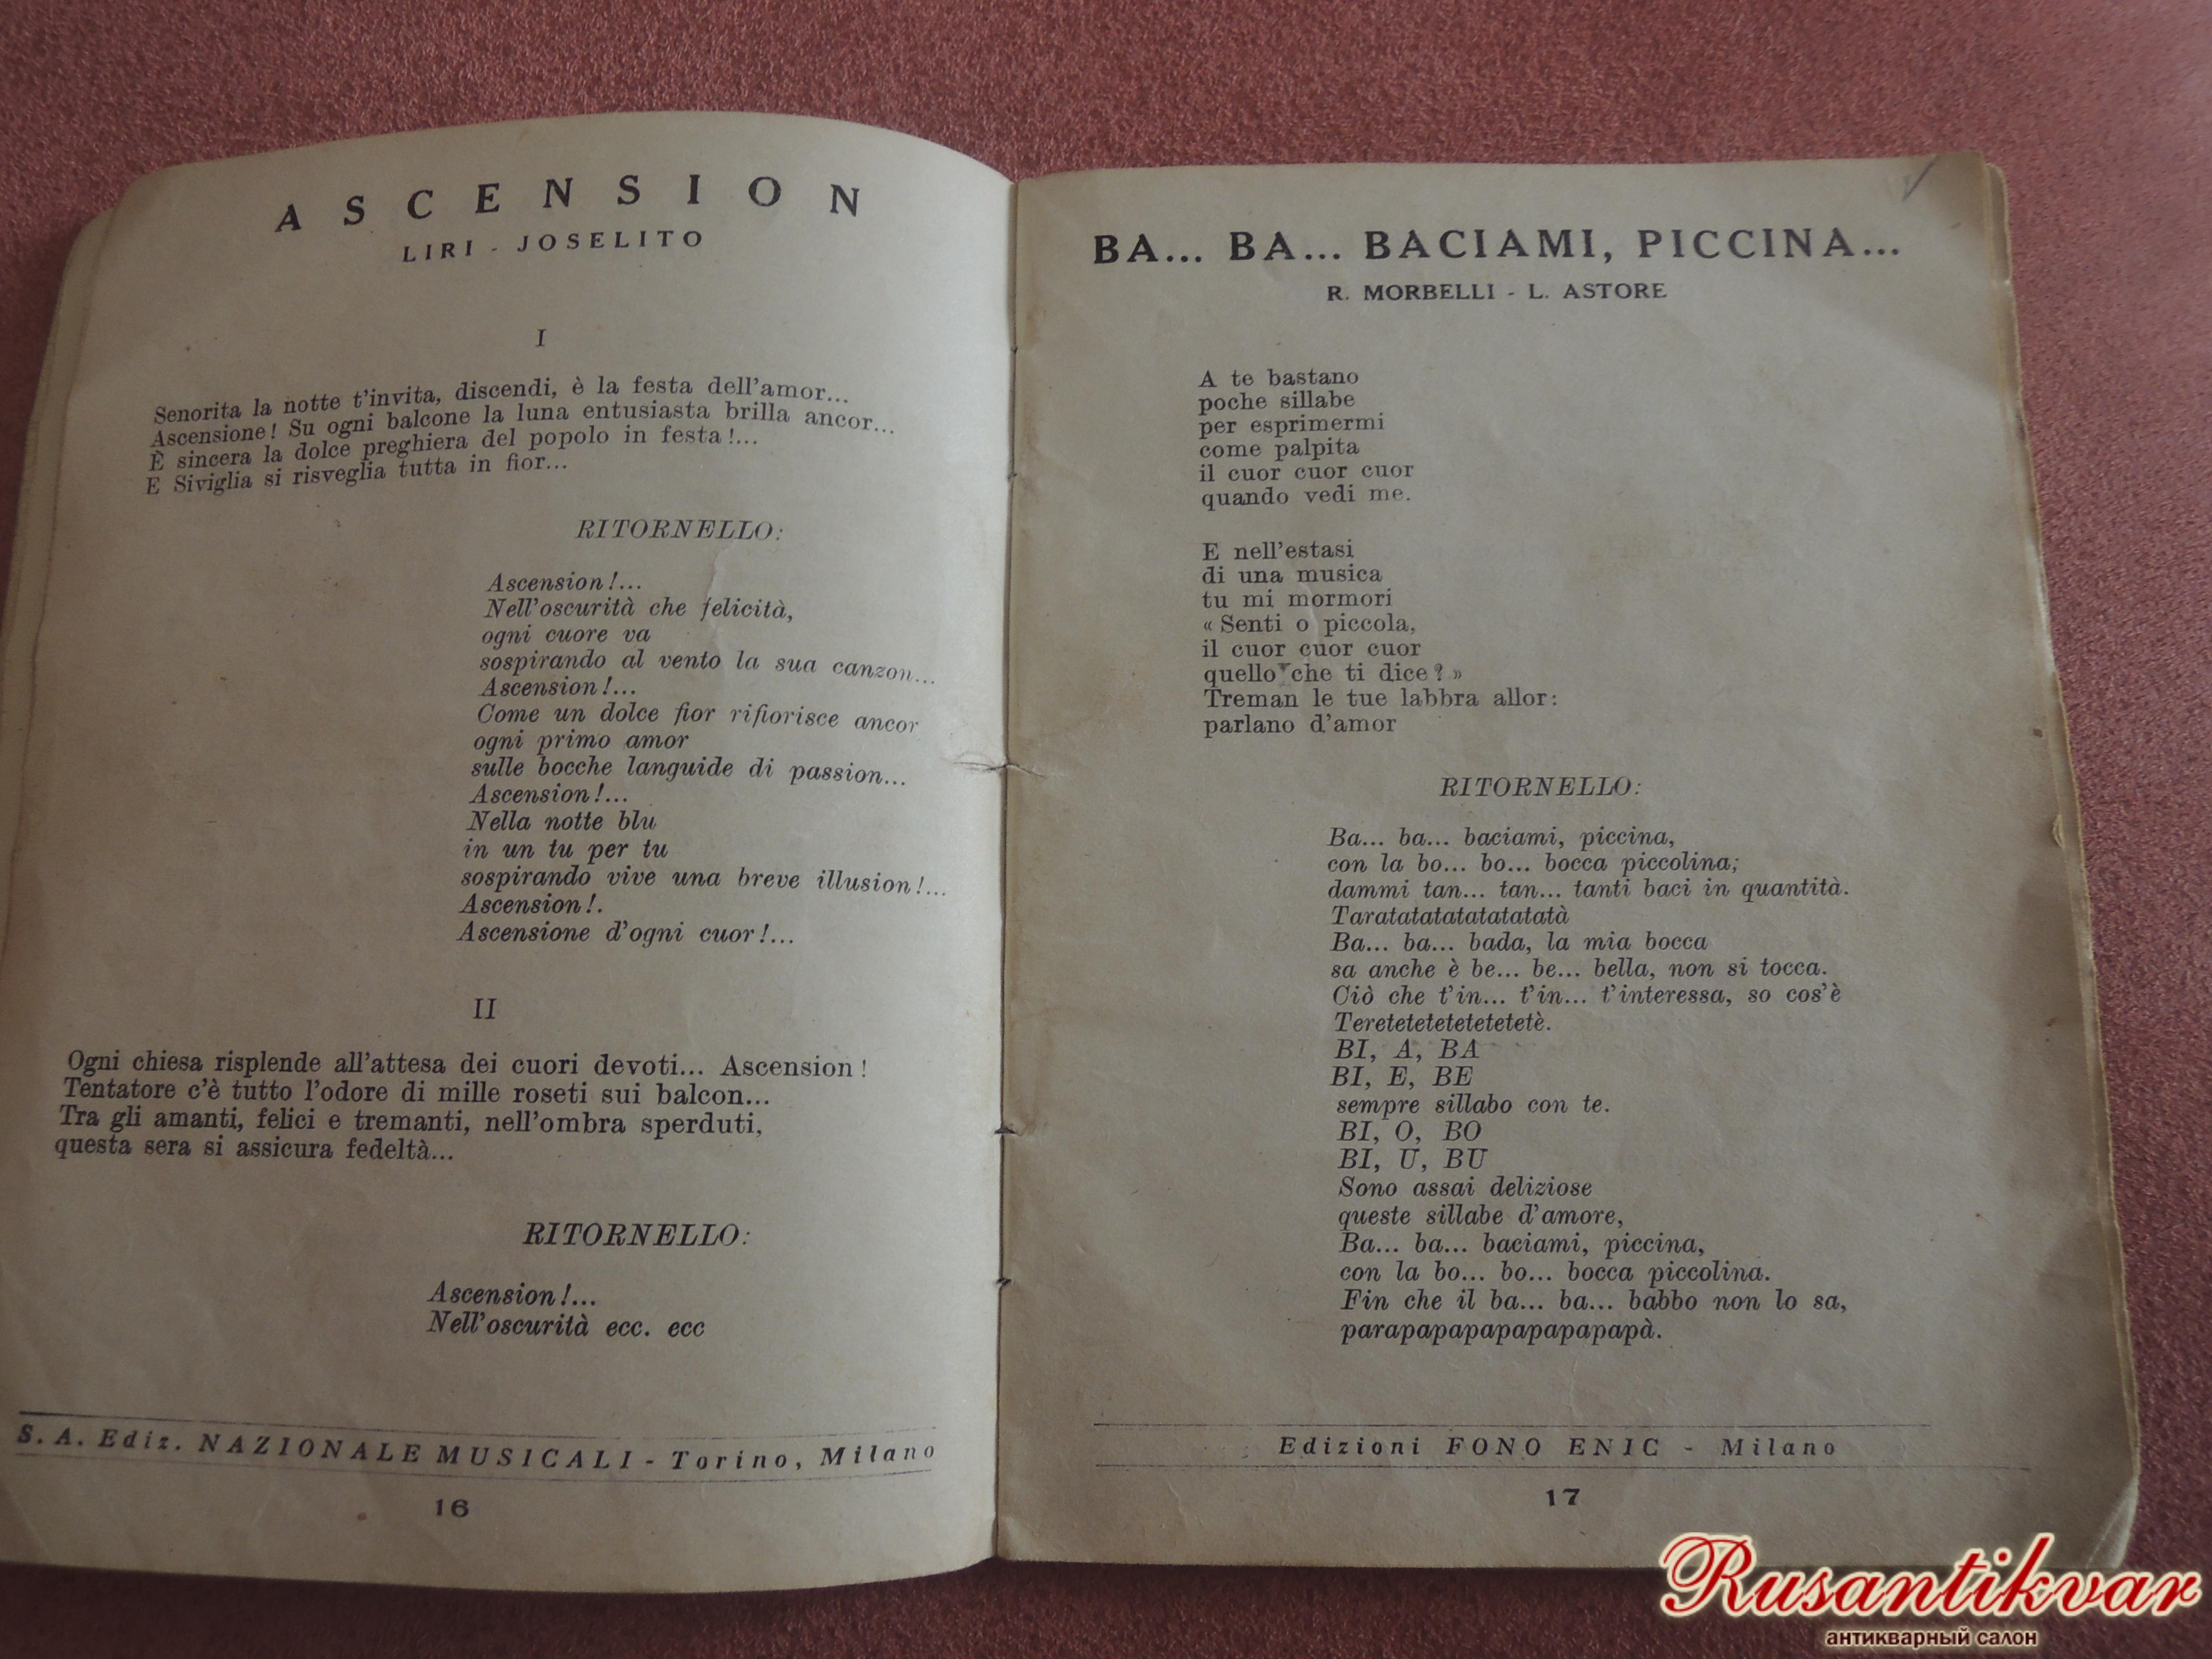 ASCENSION
LIRI - JOSELITO
I
Senorita la notte t'invita, discendi, è la festa dell'amor...
Ascensione! Su ogni balcone la luna entusiasta brilla ancor...
È sincera la dolce preghiera del popolo in festa!...
E Siviglia si risveglia tutta in fior...
RITORNELLO:
Ascension!...
Nell'oscurità che felicità,
ogni cuore va
sospirando al vento la sua canzon...
Ascension!...
Come un dolce fior rifiorisce ancor
ogni primo amor
sulle bocche languide di passion...
Ascension!...
Nella notte blu
in un tu per tu
sospirando vive una breve illusion!...
Ascension!.
Ascensione d'ogni cuor!...
II
Ogni chiesa risplende all'attesa dei cuori devoti... Ascension!
Tentatore c'è tutto l'odore di mille roseti sui balcon...
Tra gli amanti, felici e tremanti, nell'ombra sperduti,
questa sera si assicura fedeltà...
RITORNELLO:
Ascension!...
Nell'oscurità ecc. ecc
S. A. Ediz. NAZIONALE MUSICALI - Torino, Milano
16
BA... BA... BACIAMI, PICCINA...
R. MORBELLI - L. ASTORE
A te bastano
poche sillabe
per esprimermi
come palpita
il cuor cuor cuor
quando vedi me.
E nell'estasi
di una musica
tu mi mormori
« Senti o piccola,
il cuor cuor cuor
quello che ti dice? »
Treman le tue labbra allor:
parlano d'amor
RITORNELLO:
Ba... ba... baciami, piccina,
con la bo... bo... bocca piccolina;
dammi tan... tan... tanti baci in quantità.
Taratatatatatatatatà
Ba... ba... bada, la mia bocca
sa anche è be... be... bella, non si tocca.
Ciò che t'in... t'in... t'interessa, so cos'è
Teretetetetetetetetè.
BI, A, BA
BI, E, BE
sempre sillabo con te.
BI, O, BO
BI, U, BU
Sono assai deliziose
queste sillabe d'amore,
Ba... ba... baciami, piccina,
con la bo... bo... bocca piccolina.
Fin che il ba... ba... babbo non lo sa,
parapapapapapapapapà.
Edizioni FONO ENIC - Milano
17
Rusantikvar
антикварный салон